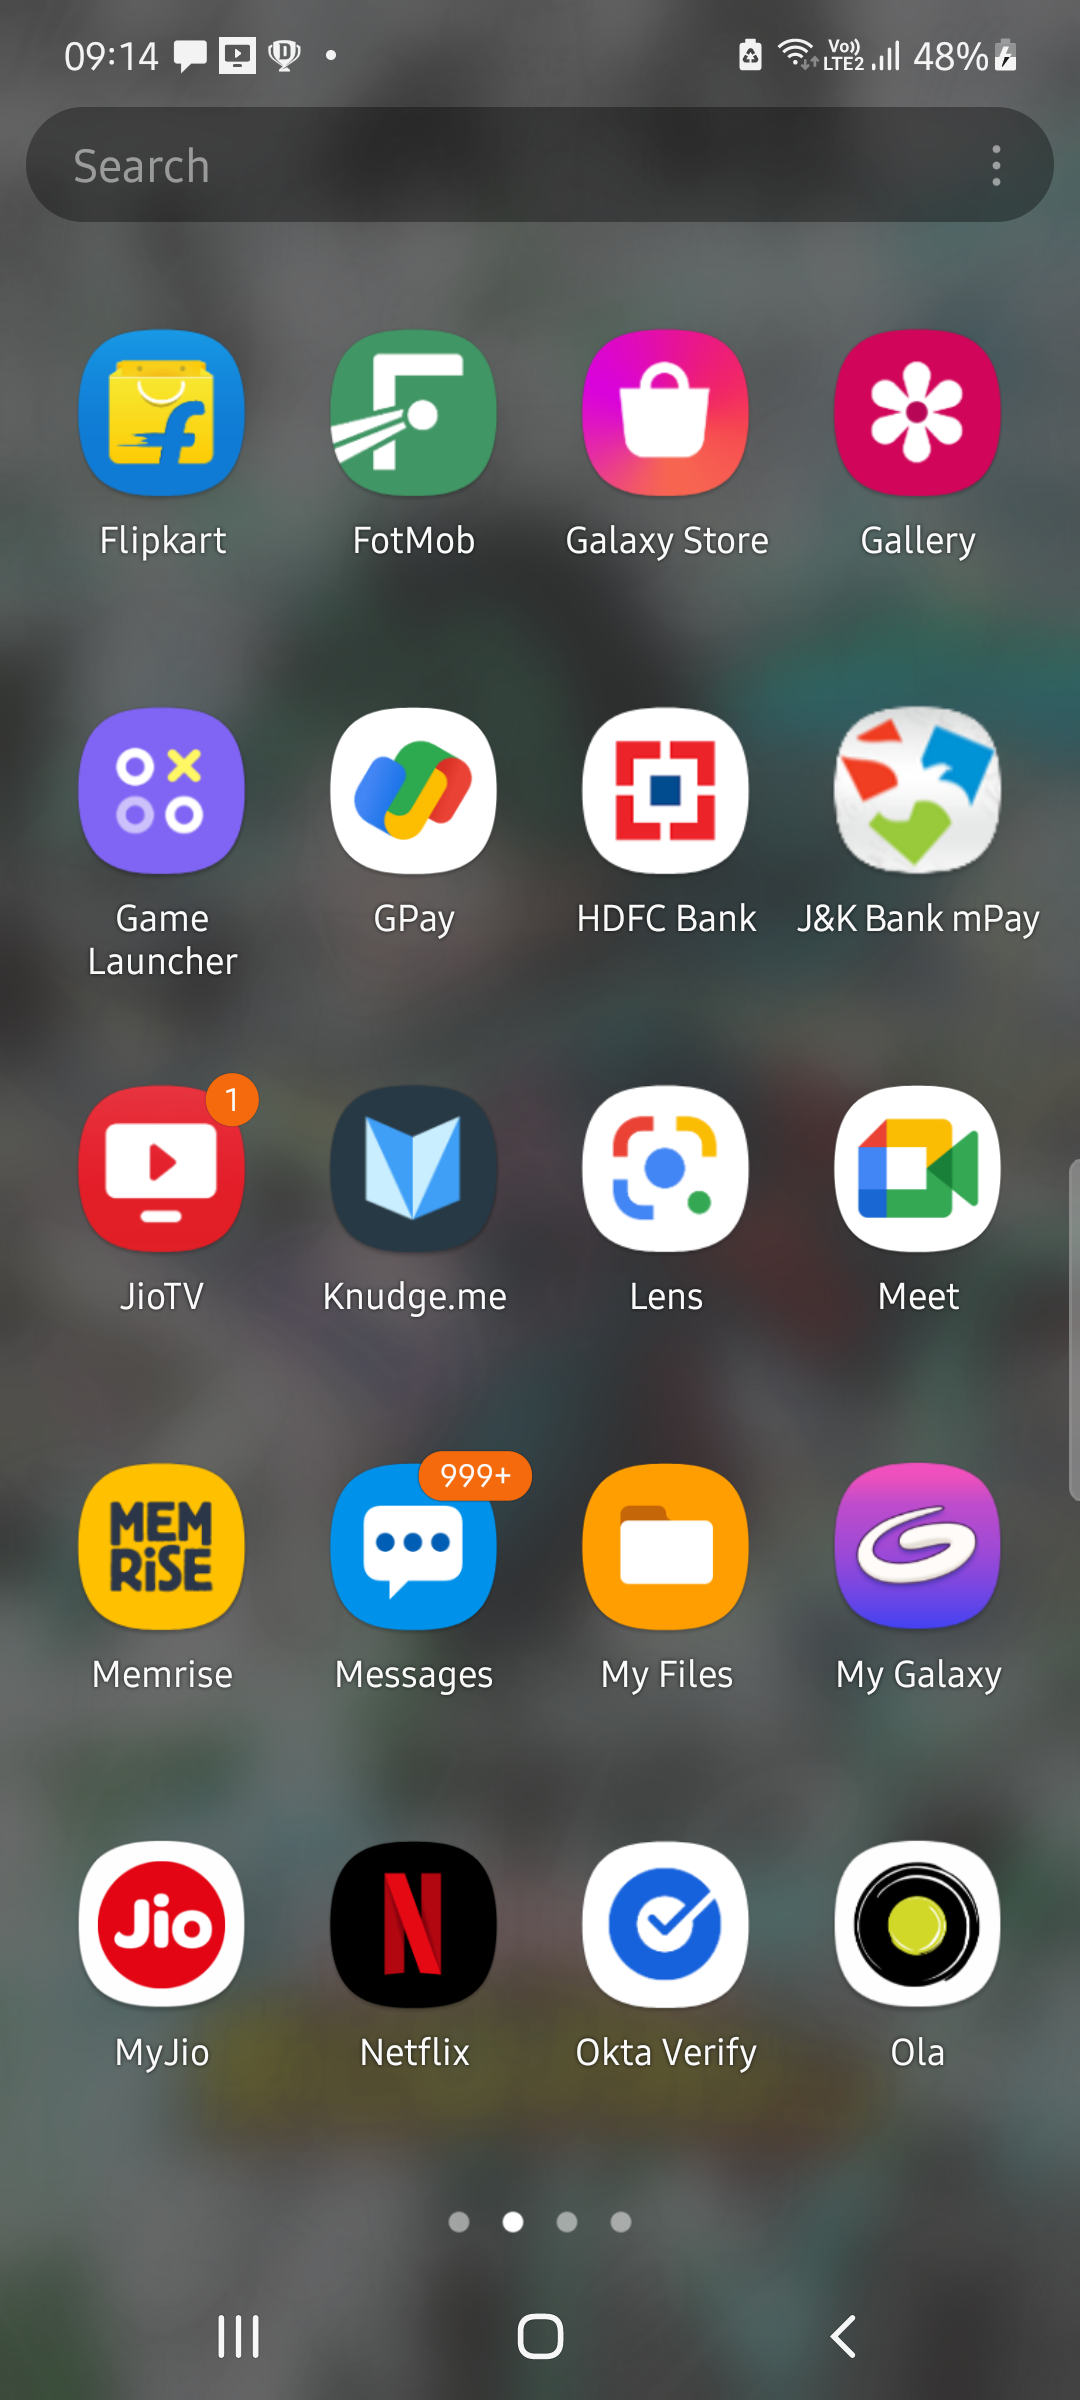 09:14 Vo)) LTE2 48%
Search
Flipkart FotMob Galaxy Store Gallery
Game Launcher GPay HDFC Bank J&K Bank mPay
1
JioTV Knudge.me Lens Meet
999+
MEM
RiSE
Memrise Messages My Files My Galaxy
Jio
MyJio Netflix Okta Verify Ola